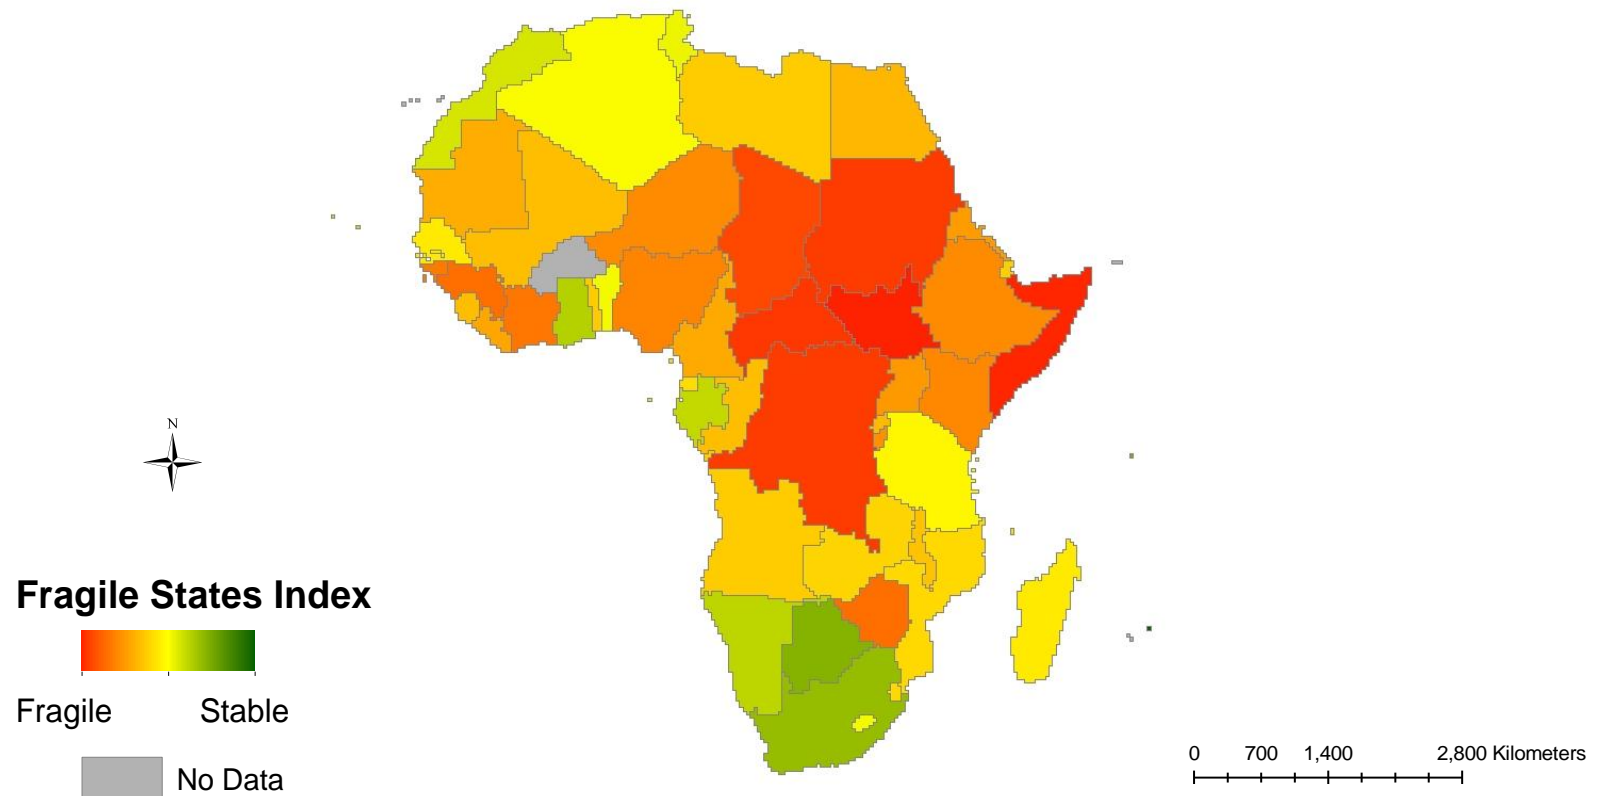 N
Fragile States Index
Fragile Stable
No Data
0 700 1,400 2,800 Kilometers